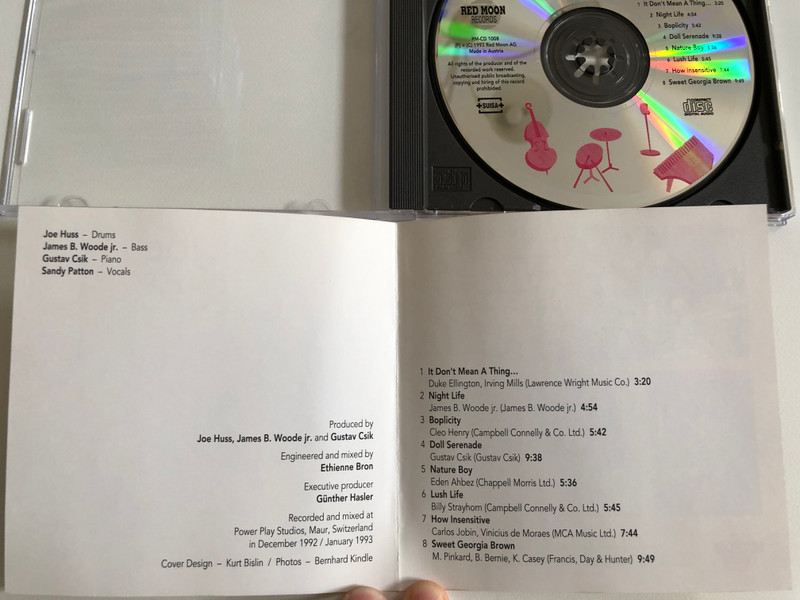 RED MOON
RECORDS
RM-CD 1008
(P) + (C) 1993 Red Moon AG
Made in Austria
All rights of the producer and of the
recorded work reserved.
Unauthorised public broadcasting,
copying and hiring of this record
prohibited.
SUISA
1 It Don't Mean A Thing... 3:20
2 Night Life 4:54
3 Boplicity 5:42
4 Doll Serenade 9:38
5 Nature Boy 5:36
6 Lush Life 5:45
7 How Insensitive 7:44
8 Sweet Georgia Brown 9:49
COMPACT
disc
DIGITAL AUDIO
Joe Huss – Drums
James B. Woode jr. – Bass
Gustav Csik – Piano
Sandy Patton – Vocals
Produced by
Joe Huss, James B. Woode jr. and Gustav Csik
Engineered and mixed by
Ethienne Bron
Executive producer
Günther Hasler
Recorded and mixed at
Power Play Studios, Maur, Switzerland
in December 1992 / January 1993
Cover Design – Kurt Bislin / Photos – Bernhard Kindle
1 It Don't Mean A Thing...
Duke Ellington, Irving Mills (Lawrence Wright Music Co.) 3:20
2 Night Life
James B. Woode jr. (James B. Woode jr.) 4:54
3 Boplicity
Cleo Henry (Campbell Connelly & Co. Ltd.) 5:42
4 Doll Serenade
Gustav Csik (Gustav Csik) 9:38
5 Nature Boy
Eden Ahbez (Chappell Morris Ltd.) 5:36
6 Lush Life
Billy Strayhorn (Campbell Connelly & Co. Ltd.) 5:45
7 How Insensitive
Carlos Jobin, Vinicius de Moraes (MCA Music Ltd.) 7:44
8 Sweet Georgia Brown
M. Pinkard, B. Bernie, K. Casey (Francis, Day & Hunter) 9:49